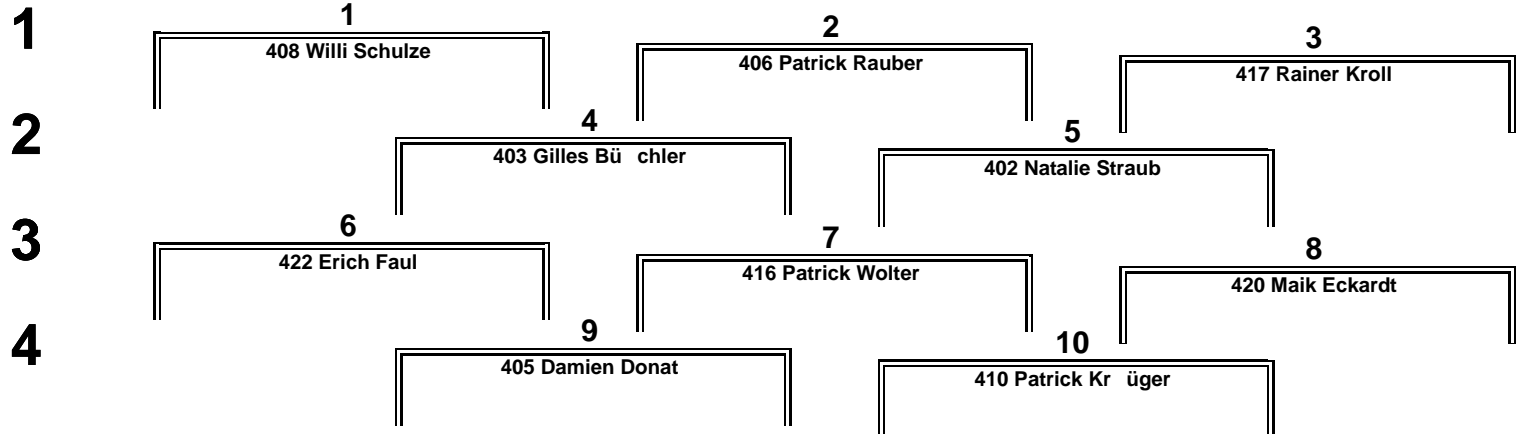 1
1
408 Willi Schulze
2
406 Patrick Rauber
3
417 Rainer Kroll
2
4
403 Gilles Bü chler
5
402 Natalie Straub
3
6
422 Erich Faul
7
416 Patrick Wolter
8
420 Maik Eckardt
4
9
405 Damien Donat
10
410 Patrick Kr üger